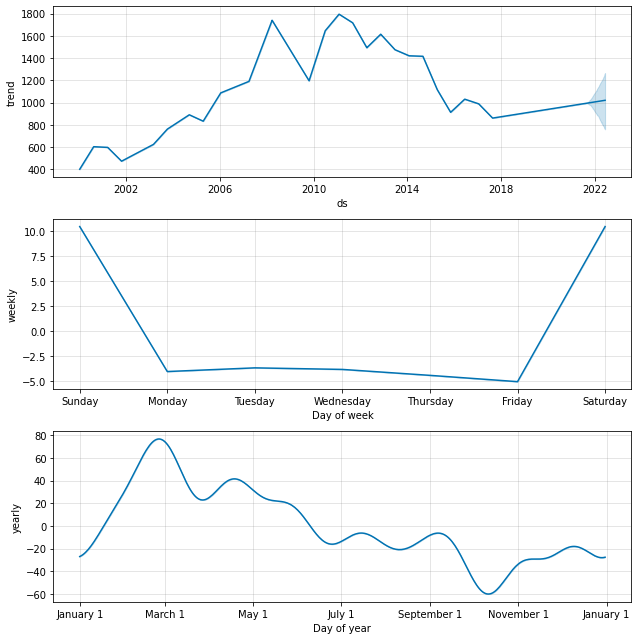 1800
1600
1400
1200
1000
800
600
400
trend
2002 2006 2010 2014 2018 2022
ds
10.0
7.5
5.0
2.5
0.0
−2.5
−5.0
weekly
Sunday Monday Tuesday Wednesday Thursday Friday Saturday
Day of week
80
60
40
20
0
−20
−40
−60
yearly
January 1 March 1 May 1 July 1 September 1 November 1 January 1
Day of year